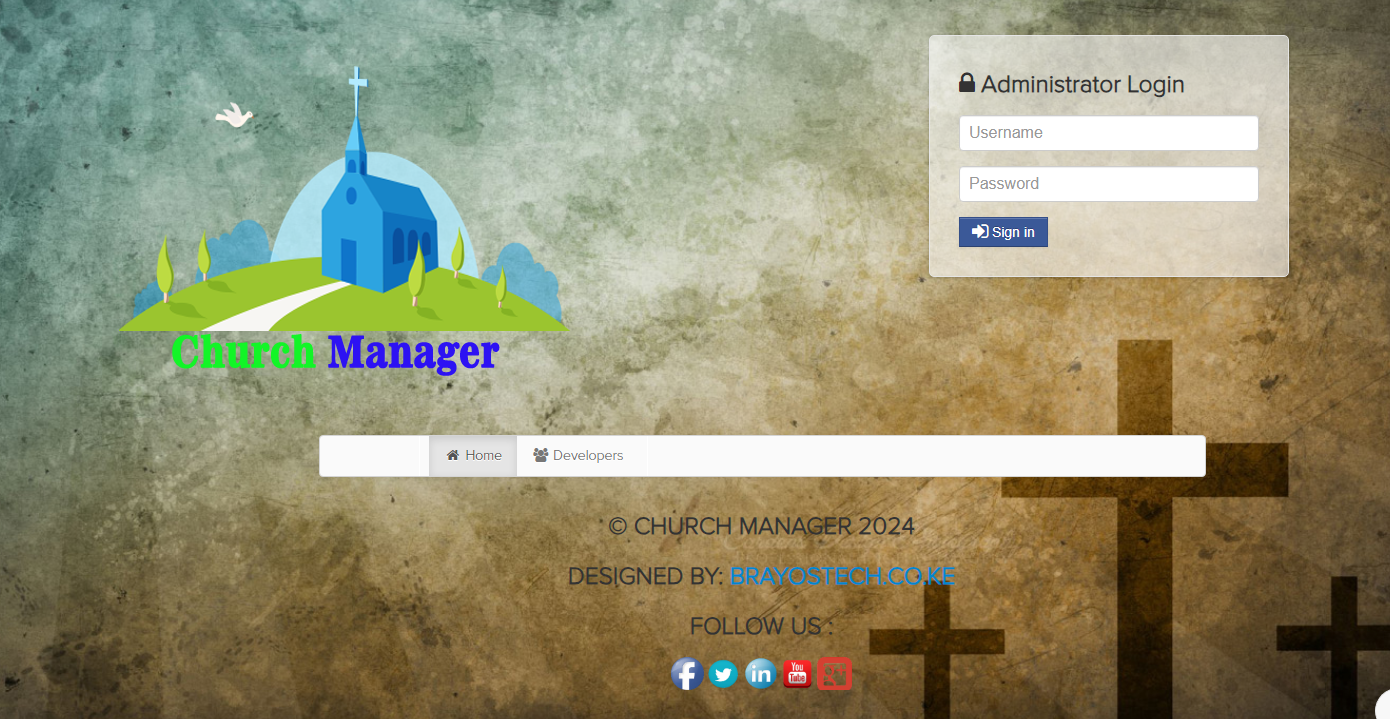 Administrator Login
Username
Password
Sign in
Church Manager
Home
Developers
© CHURCH MANAGER 2024
DESIGNED BY: BRAYOSTECH.CO.KE
FOLLOW US :
f
in
You
Tube